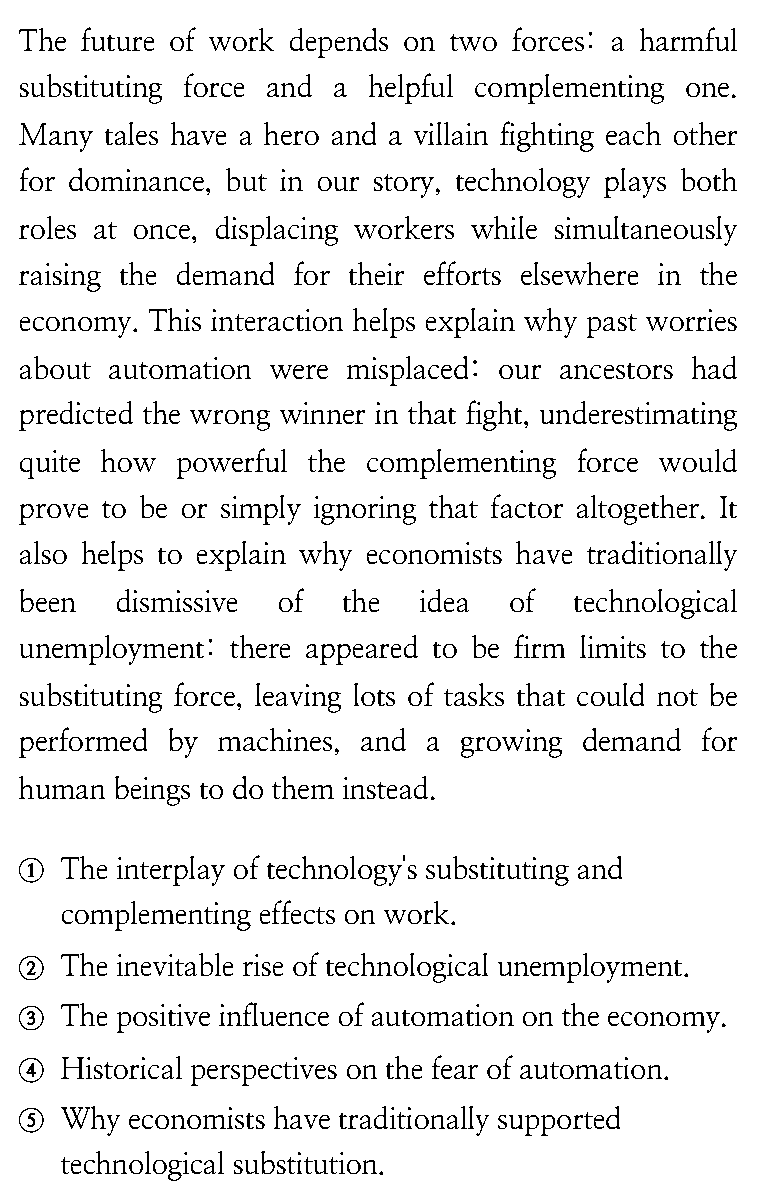 The future of work depends on two forces: a harmful
substituting force and a helpful complementing one.
Many tales have a hero and a villain fighting each other
for dominance, but in our story, technology plays both
roles at once, displacing workers while simultaneously
raising the demand for their efforts elsewhere in the
economy. This interaction helps explain why past worries
about automation were misplaced: our ancestors had
predicted the wrong winner in that fight, underestimating
quite how powerful the complementing force would
prove to be or simply ignoring that factor altogether. It
also helps to explain why economists have traditionally
been dismissive of the idea of technological
unemployment: there appeared to be firm limits to the
substituting force, leaving lots of tasks that could not be
performed by machines, and a growing demand for
human beings to do them instead.
① The interplay of technology's substituting and
complementing effects on work.
② The inevitable rise of technological unemployment.
③ The positive influence of automation on the economy.
④ Historical perspectives on the fear of automation.
⑤ Why economists have traditionally supported
technological substitution.